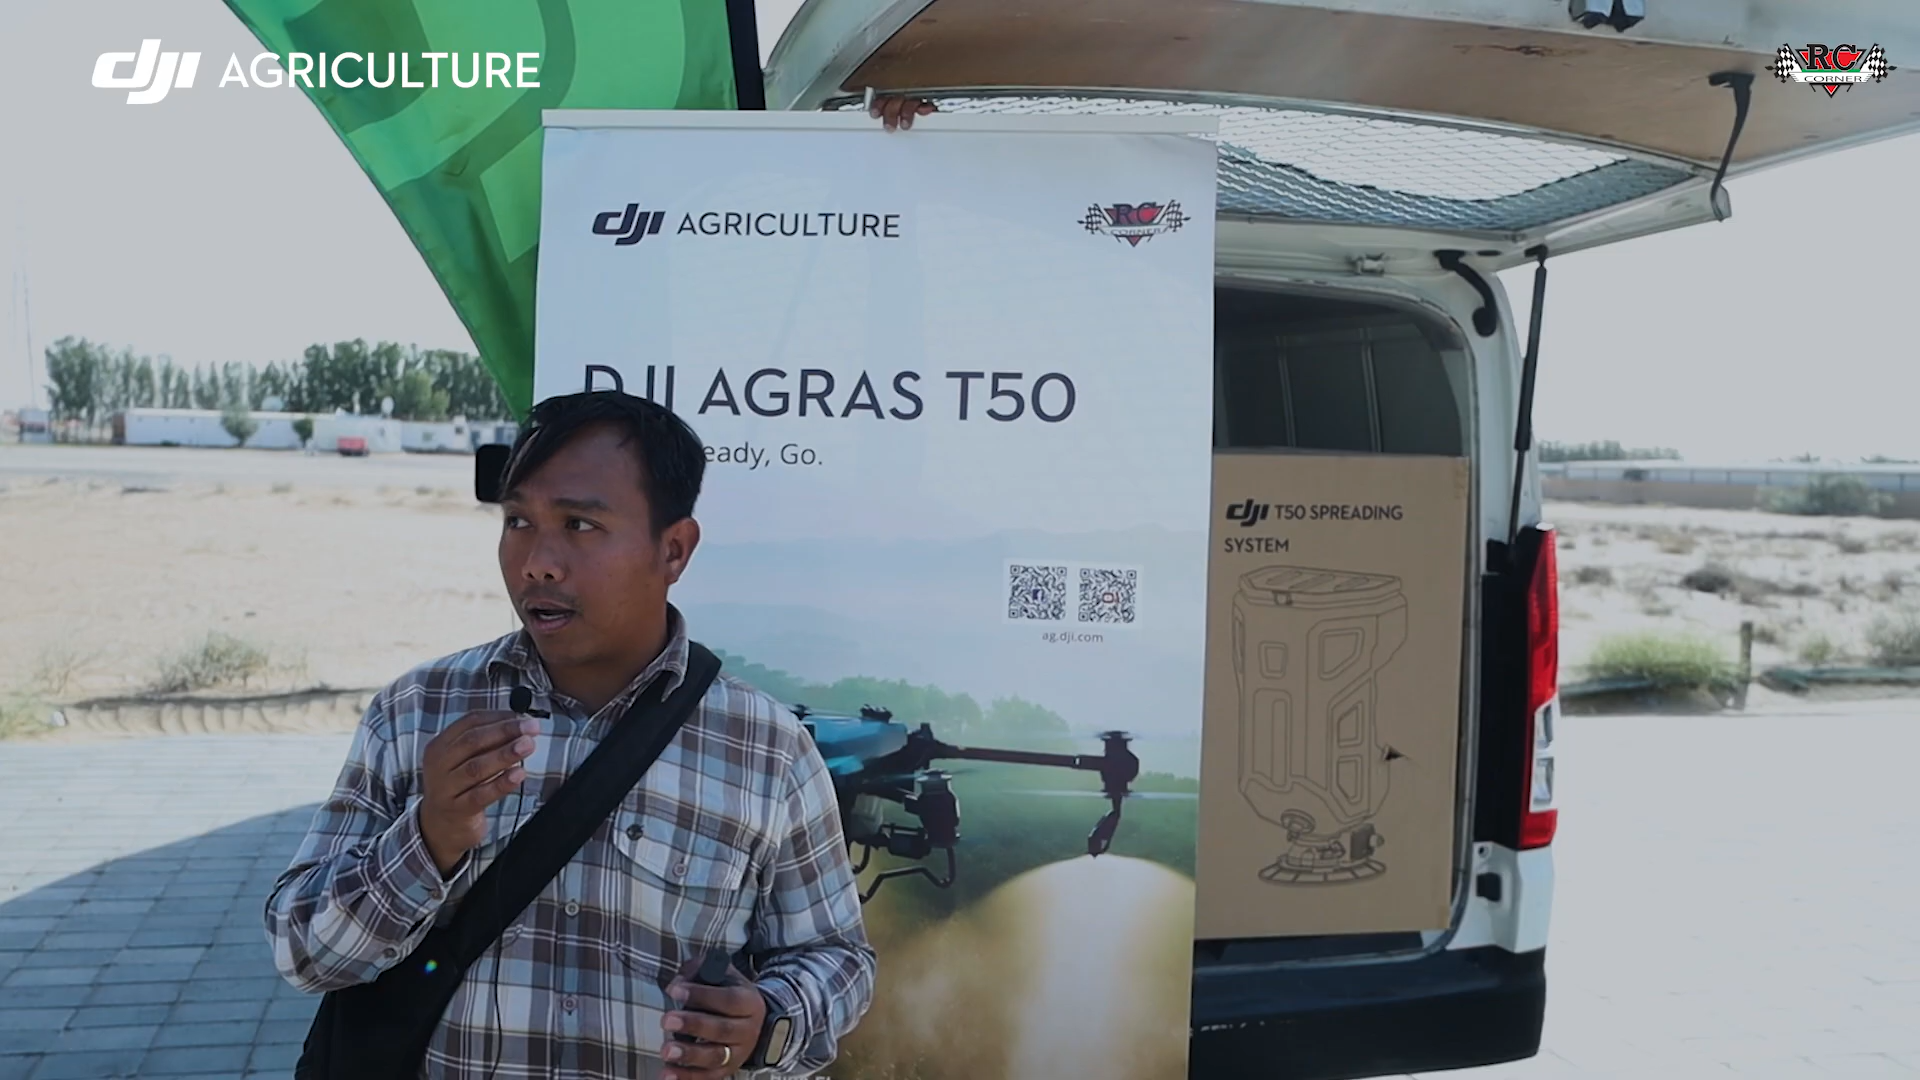 dji AGRICULTURE
RC
CORNER
dji AGRICULTURE
RC
CORNER
DJI AGRAS T50
eady, Go.
ag.dji.com
dji T50 SPREADING
SYSTEM